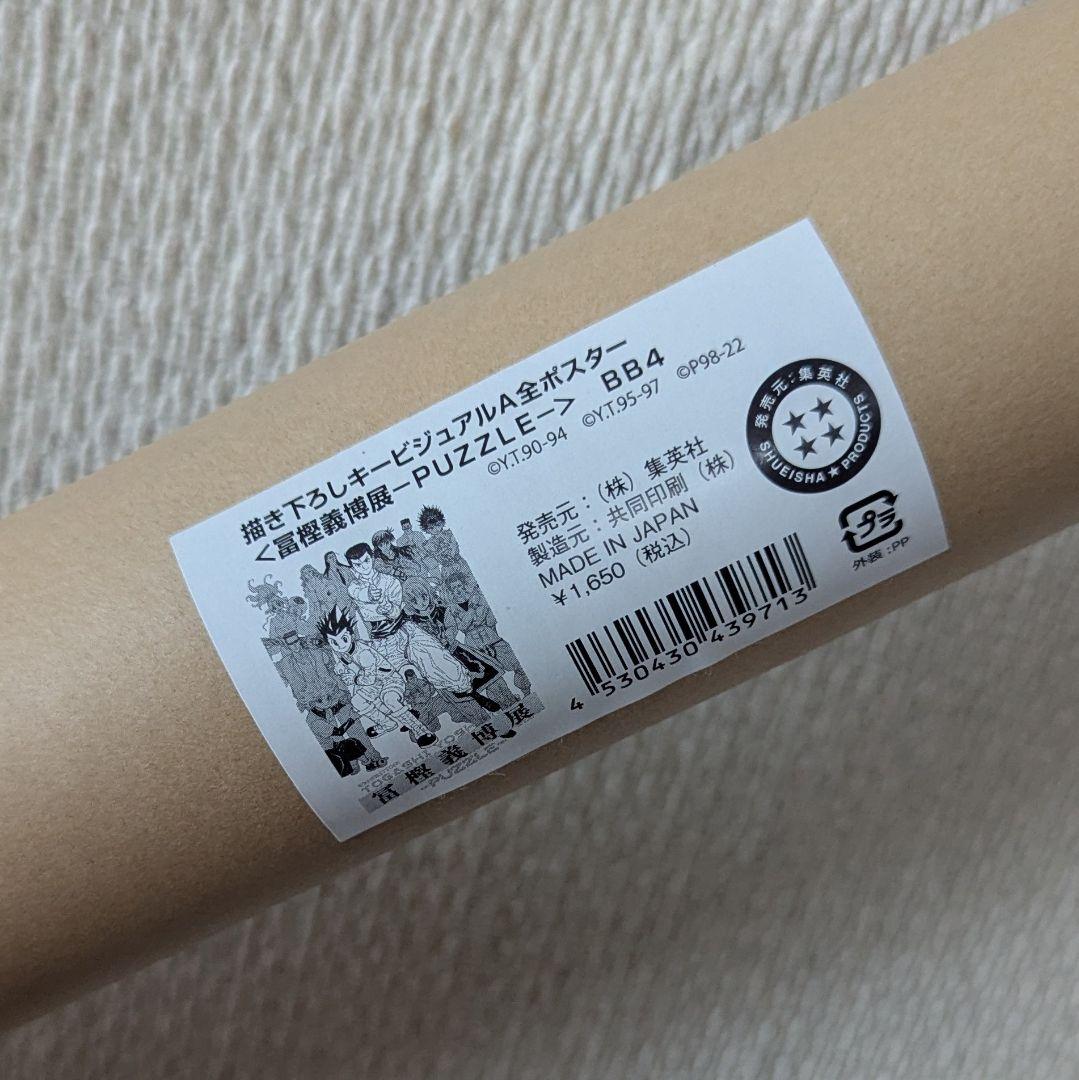 描き下ろしキービジュアルA全ポスター
<冨樫義博展－PUZZLE－> BB4
©Y.T.90-94 ©Y.T.95-97 ©P98-22
発売元：(株) 集英社
製造元：共同印刷 (株)
MADE IN JAPAN
￥1,650 (税込)
4 530430 439713
発売元：集英社
SHUEISHA★PRODUCTS
プラ
外装：PP
冨樫義博展
-PUZZLE-